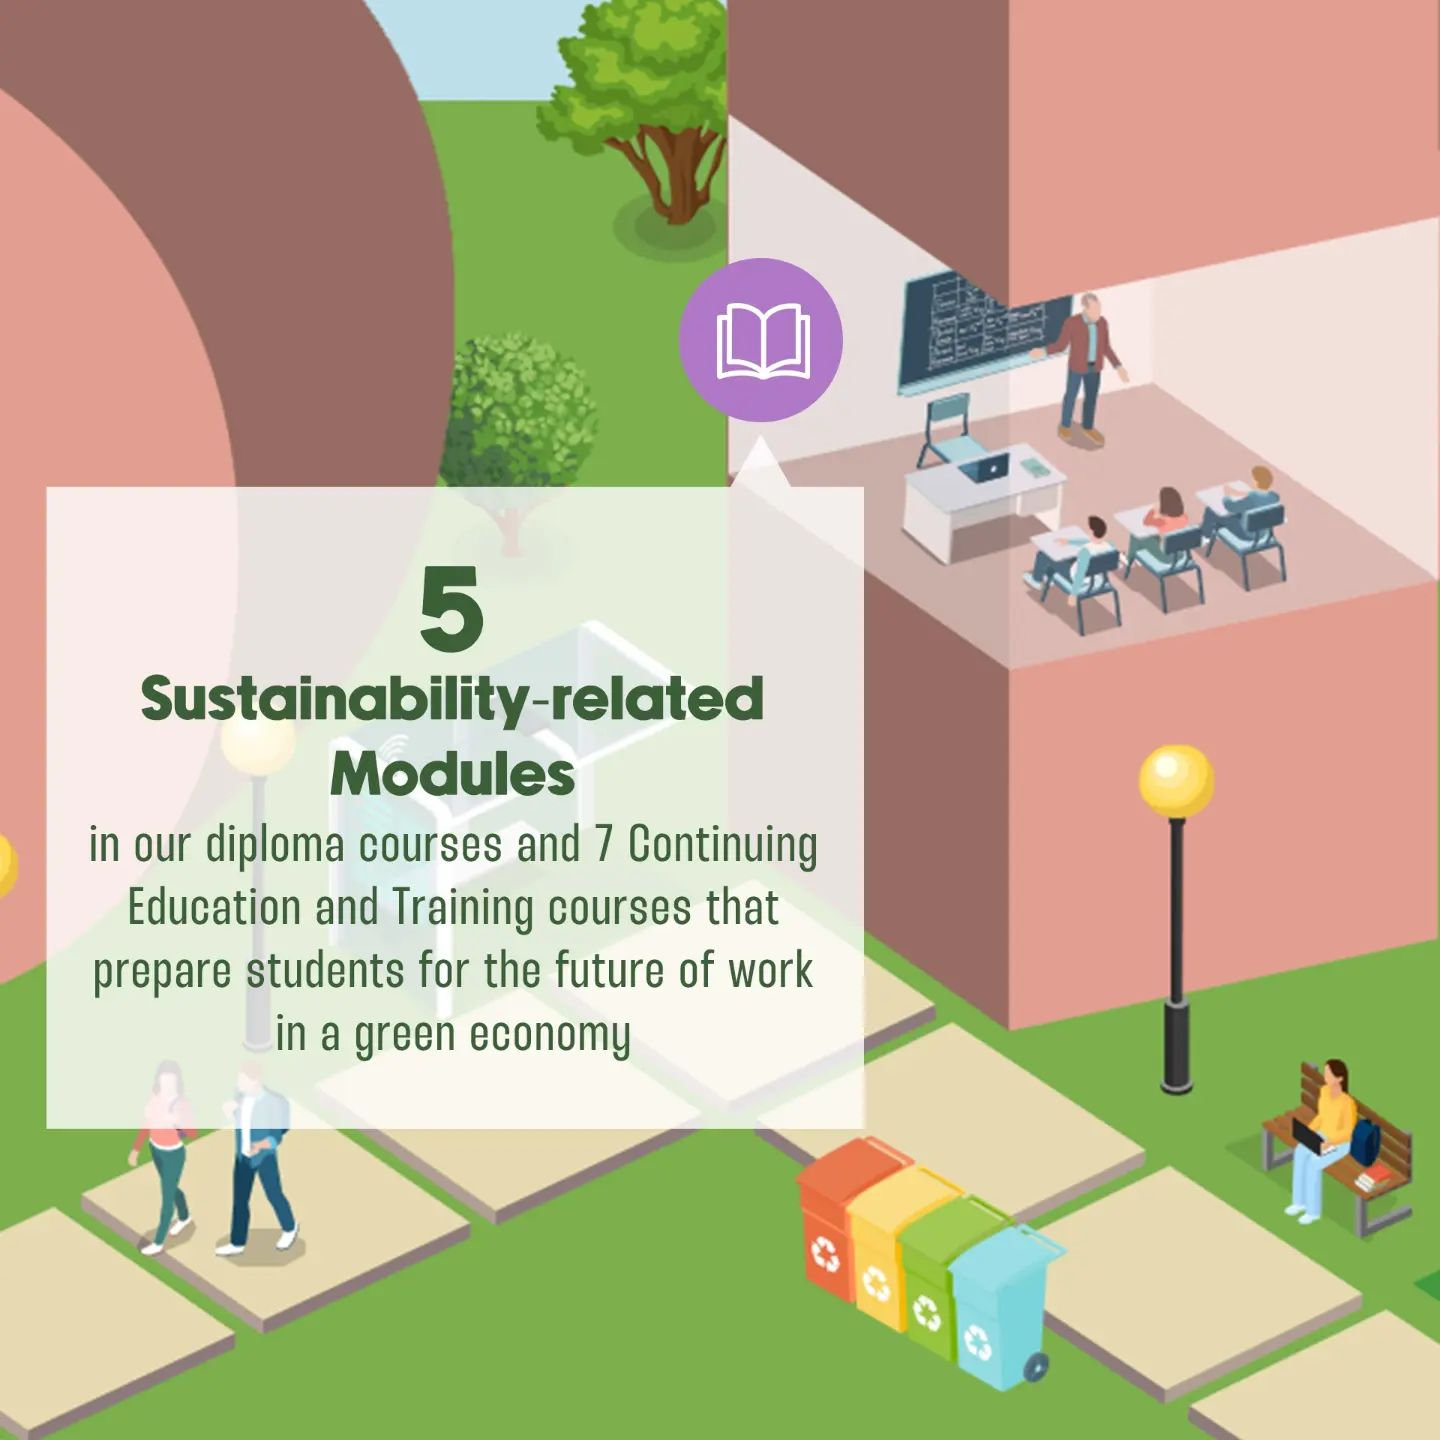 5
Sustainability-related
Modules
in our diploma courses and 7 Continuing
Education and Training courses that
prepare students for the future of work
in a green economy